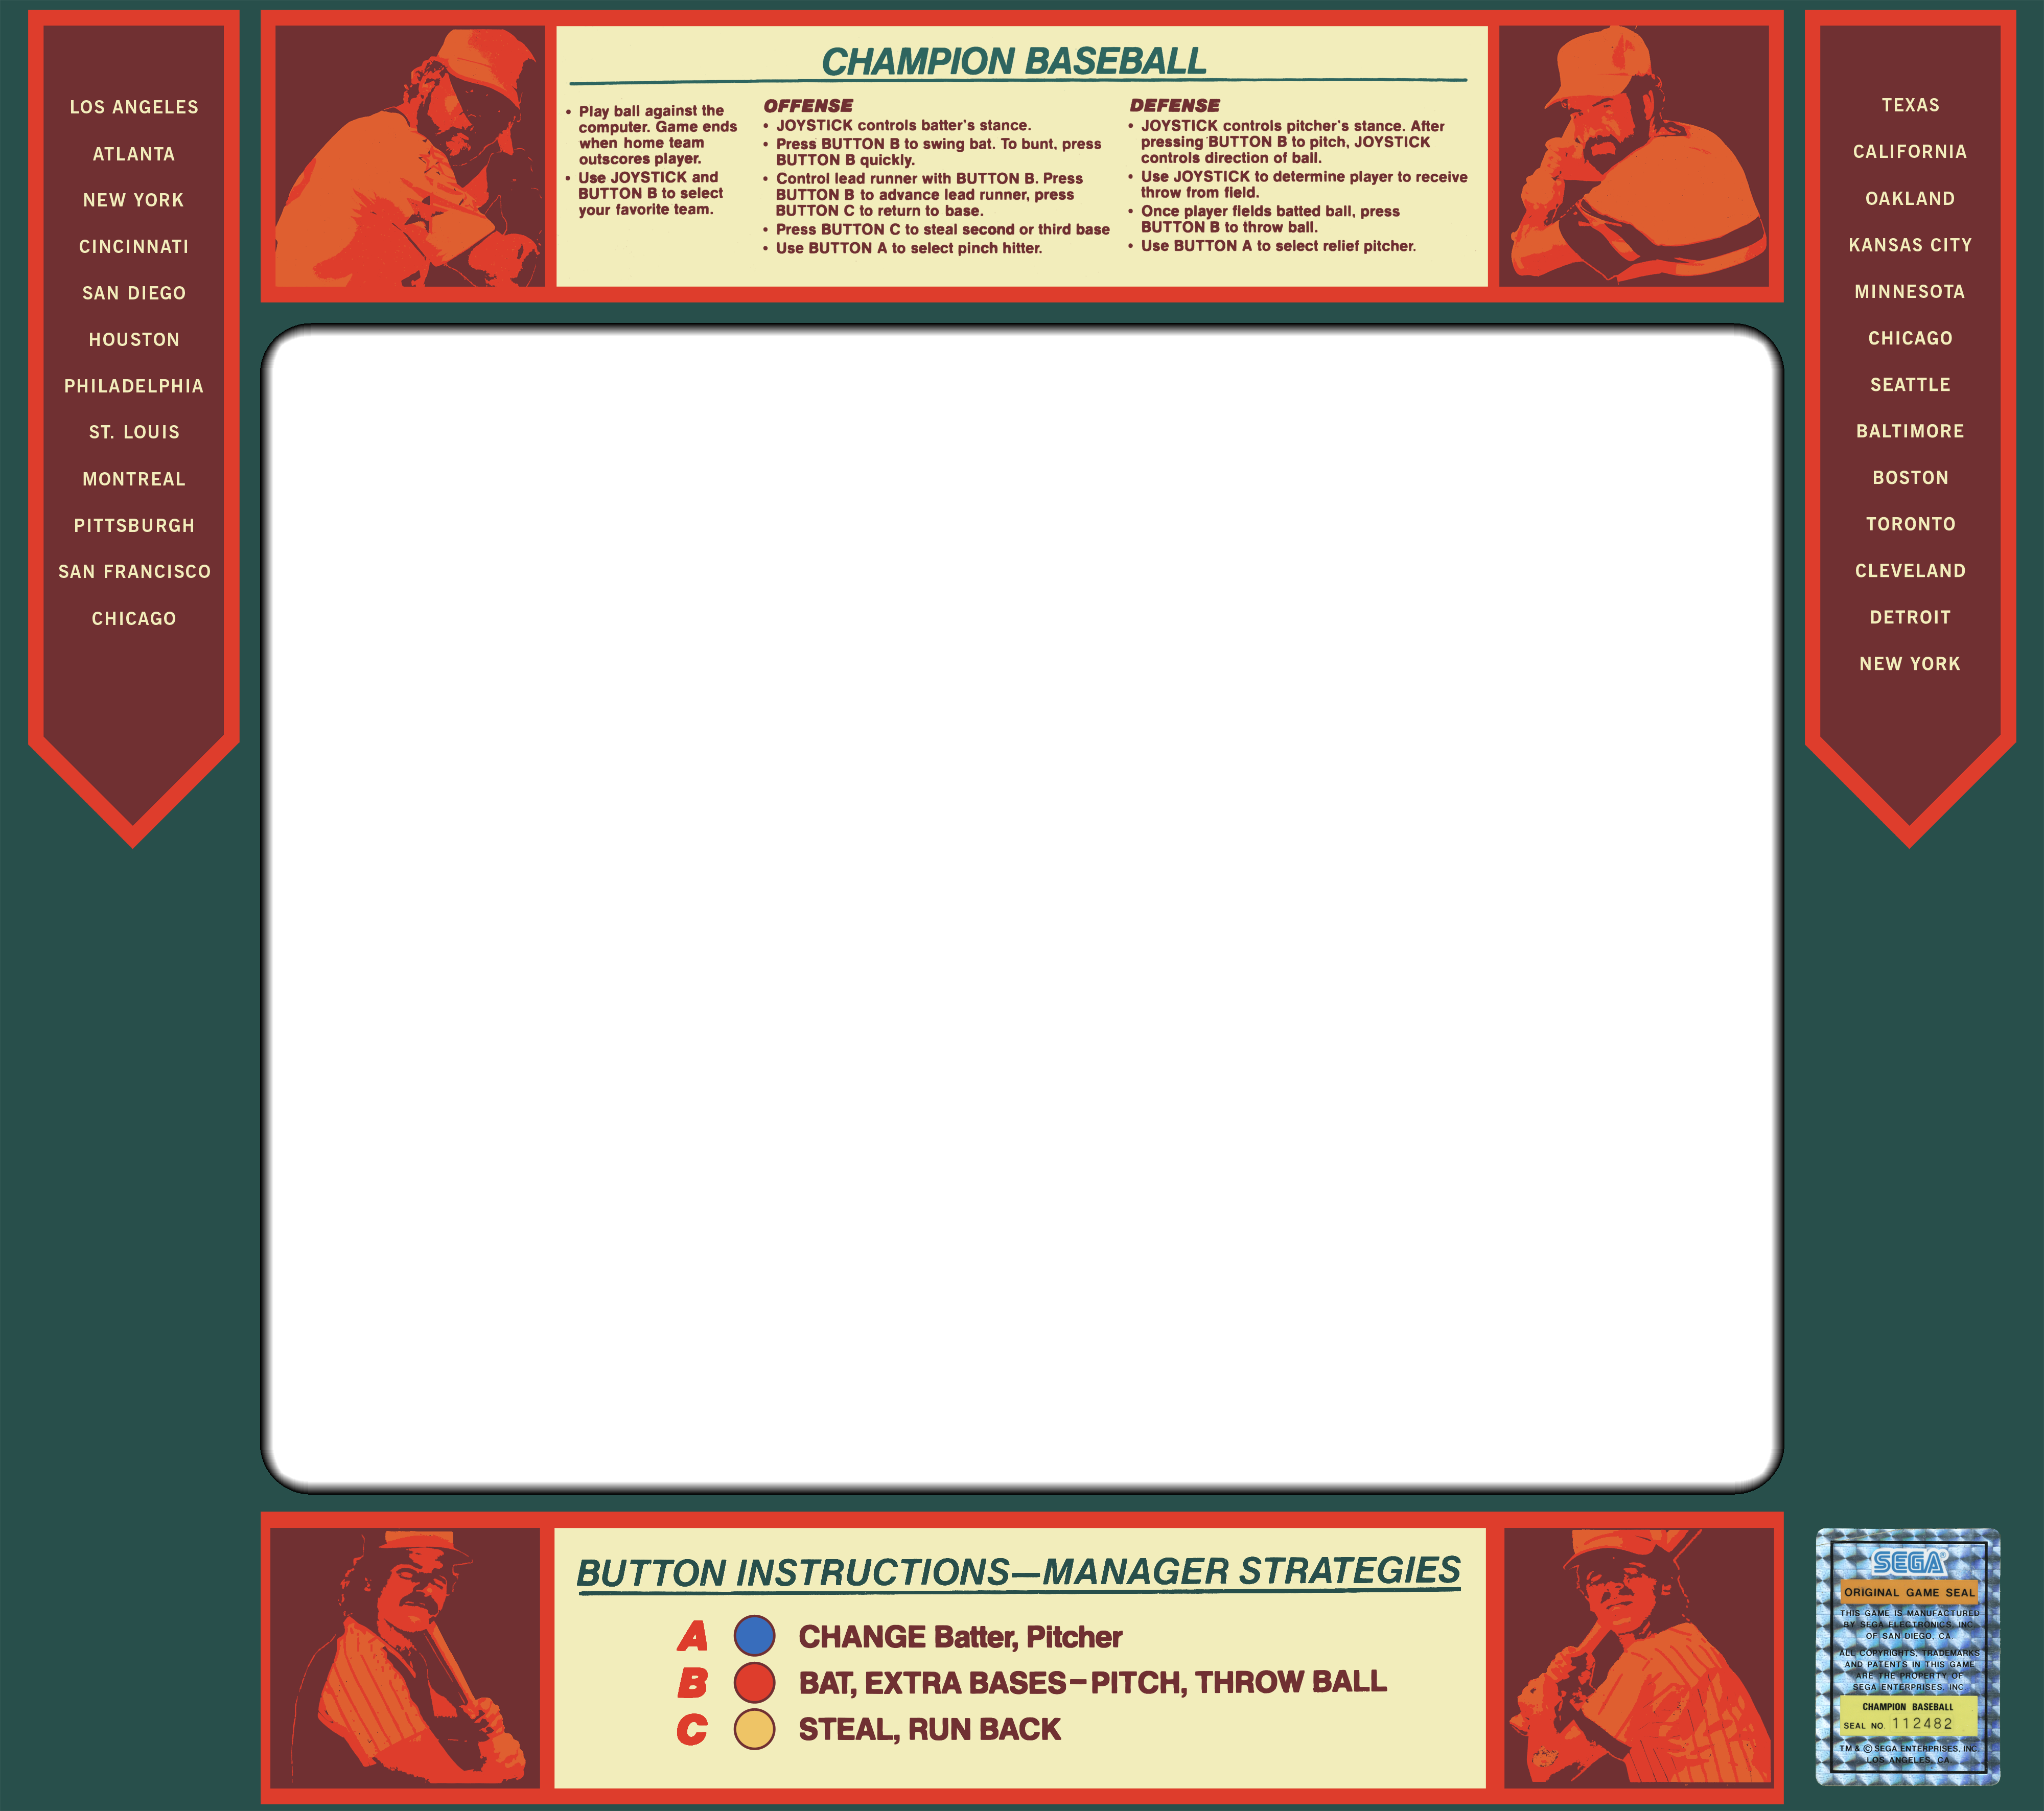 LOS ANGELES
ATLANTA
NEW YORK
CINCINNATI
SAN DIEGO
HOUSTON
PHILADELPHIA
ST. LOUIS
MONTREAL
PITTSBURGH
SAN FRANCISCO
CHICAGO
CHAMPION BASEBALL
• Play ball against the
computer. Game ends
when home team
outscores player.
• Use JOYSTICK and
BUTTON B to select
your favorite team.
OFFENSE
• JOYSTICK controls batter's stance.
• Press BUTTON B to swing bat. To bunt, press
BUTTON B quickly.
• Control lead runner with BUTTON B. Press
BUTTON B to advance lead runner, press
BUTTON C to return to base.
• Press BUTTON C to steal second or third base
• Use BUTTON A to select pinch hitter.
DEFENSE
• JOYSTICK controls pitcher's stance. After
pressing BUTTON B to pitch, JOYSTICK
controls direction of ball.
• Use JOYSTICK to determine player to receive
throw from field.
• Once player fields batted ball, press
BUTTON B to throw ball.
• Use BUTTON A to select relief pitcher.
TEXAS
CALIFORNIA
OAKLAND
KANSAS CITY
MINNESOTA
CHICAGO
SEATTLE
BALTIMORE
BOSTON
TORONTO
CLEVELAND
DETROIT
NEW YORK
BUTTON INSTRUCTIONS—MANAGER STRATEGIES
A CHANGE Batter, Pitcher
B BAT, EXTRA BASES–PITCH, THROW BALL
C STEAL, RUN BACK
SEGA®
ORIGINAL GAME SEAL
THIS GAME IS MANUFACTURED
BY SEGA ELECTRONICS, INC.
OF SAN DIEGO, CA.
ALL COPYRIGHTS, TRADEMARKS
AND PATENTS IN THIS GAME
ARE THE PROPERTY OF
SEGA ENTERPRISES, INC.
CHAMPION BASEBALL
SEAL NO. 112482
TM & © SEGA ENTERPRISES, INC.
LOS ANGELES, CA.